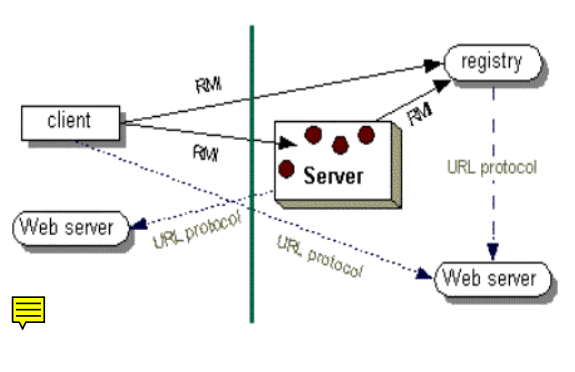 registry
RMI
client
RMI
RMI
Server
URL protocol
Web server
URL protocol
URL protocol
Web server